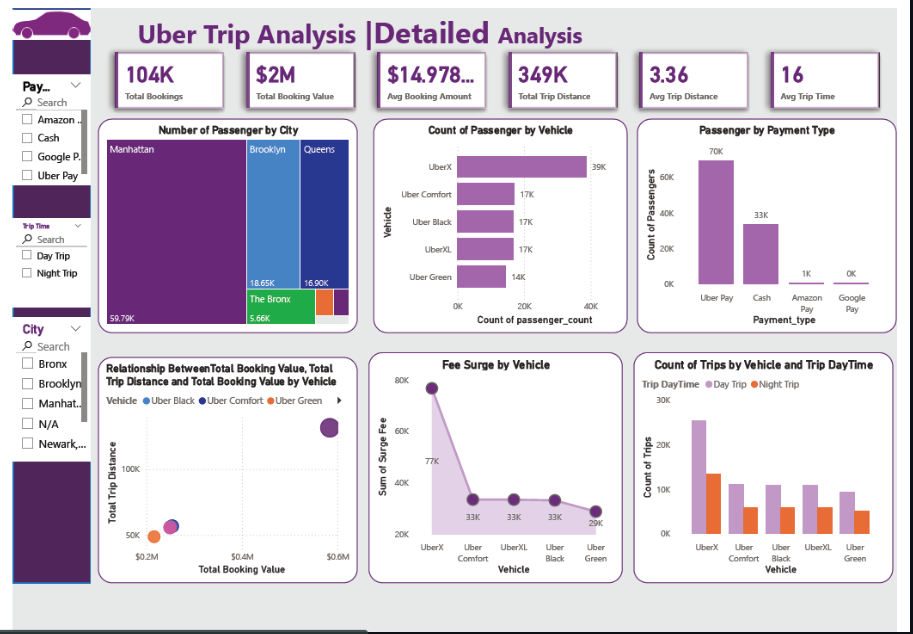 Uber Trip Analysis |Detailed Analysis
104K
Total Bookings
$2M
Total Booking Value
$14.978...
Avg Booking Amount
349K
Total Trip Distance
3.36
Avg Trip Distance
16
Avg Trip Time
Pay...
Search
Amazon ..
Cash
Google P.
Uber Pay
Trip Time
Search
Day Trip
Night Trip
City
Search
Bronx
Brooklyn
Manhat...
N/A
Newark,...
Number of Passenger by City
Manhattan
Brooklyn
Queens
18.65K
16.90K
The Bronx
59.79K
5.66K
Count of Passenger by Vehicle
Vehicle
UberX
39K
Uber Comfort
17K
Uber Black
17K
UberXL
17K
Uber Green
14K
0K
20K
40K
Count of passenger_count
Passenger by Payment Type
Count of Passengers
60K
40K
20K
0K
70K
33K
1K
0K
Uber Pay
Cash
Amazon
Pay
Google
Pay
Payment_type
Relationship BetweenTotal Booking Value, Total
Trip Distance and Total Booking Value by Vehicle
Vehicle
Uber Black
Uber Comfort
Uber Green
Total Trip Distance
100K
50K
$0.2M
$0.4M
$0.6M
Total Booking Value
Fee Surge by Vehicle
Sum of Surge Fee
80K
60K
40K
20K
77K
33K
33K
33K
29K
UberX
Uber
Comfort
UberXL
Uber
Black
Uber
Green
Vehicle
Count of Trips by Vehicle and Trip DayTime
Trip DayTime
Day Trip
Night Trip
Count of Trips
30K
20K
10K
0K
UberX
Uber
Comfort
Uber
Black
UberXL
Uber
Green
Vehicle